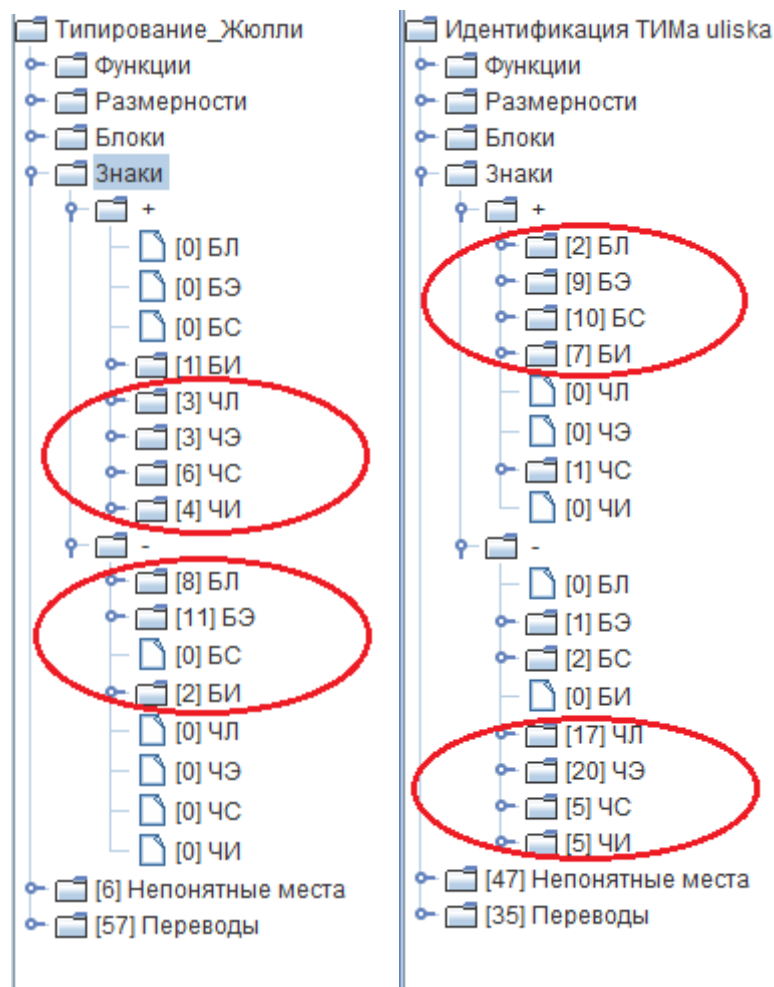 Типирование_Жюлли
Функции
Размерности
Блоки
Знаки
+
[0] БЛ
[0] БЭ
[0] БС
[1] БИ
[3] ЧЛ
[3] ЧЭ
[6] ЧС
[4] ЧИ
-
[8] БЛ
[11] БЭ
[0] БС
[2] БИ
[0] ЧЛ
[0] ЧЭ
[0] ЧС
[0] ЧИ
[6] Непонятные места
[57] Переводы
Идентификация ТИМа uliska
Функции
Размерности
Блоки
Знаки
+
[2] БЛ
[9] БЭ
[10] БС
[7] БИ
[0] ЧЛ
[0] ЧЭ
[1] ЧС
[0] ЧИ
-
[0] БЛ
[1] БЭ
[2] БС
[0] БИ
[17] ЧЛ
[20] ЧЭ
[5] ЧС
[5] ЧИ
[47] Непонятные места
[35] Переводы